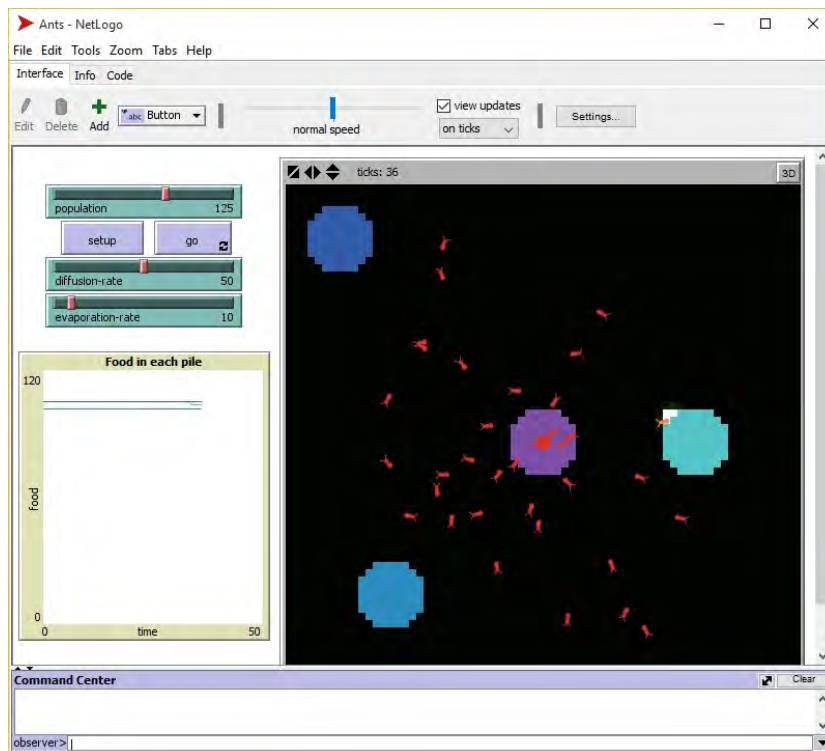 Ants - NetLogo
File Edit Tools Zoom Tabs Help
Interface Info Code
Edit Delete Add abc Button normal speed view updates on ticks Settings...
ticks: 36 3D
population 125
setup go
diffusion-rate 50
evaporation-rate 10
Food in each pile
120
food
0
0 time 50
Command Center Clear
observer>